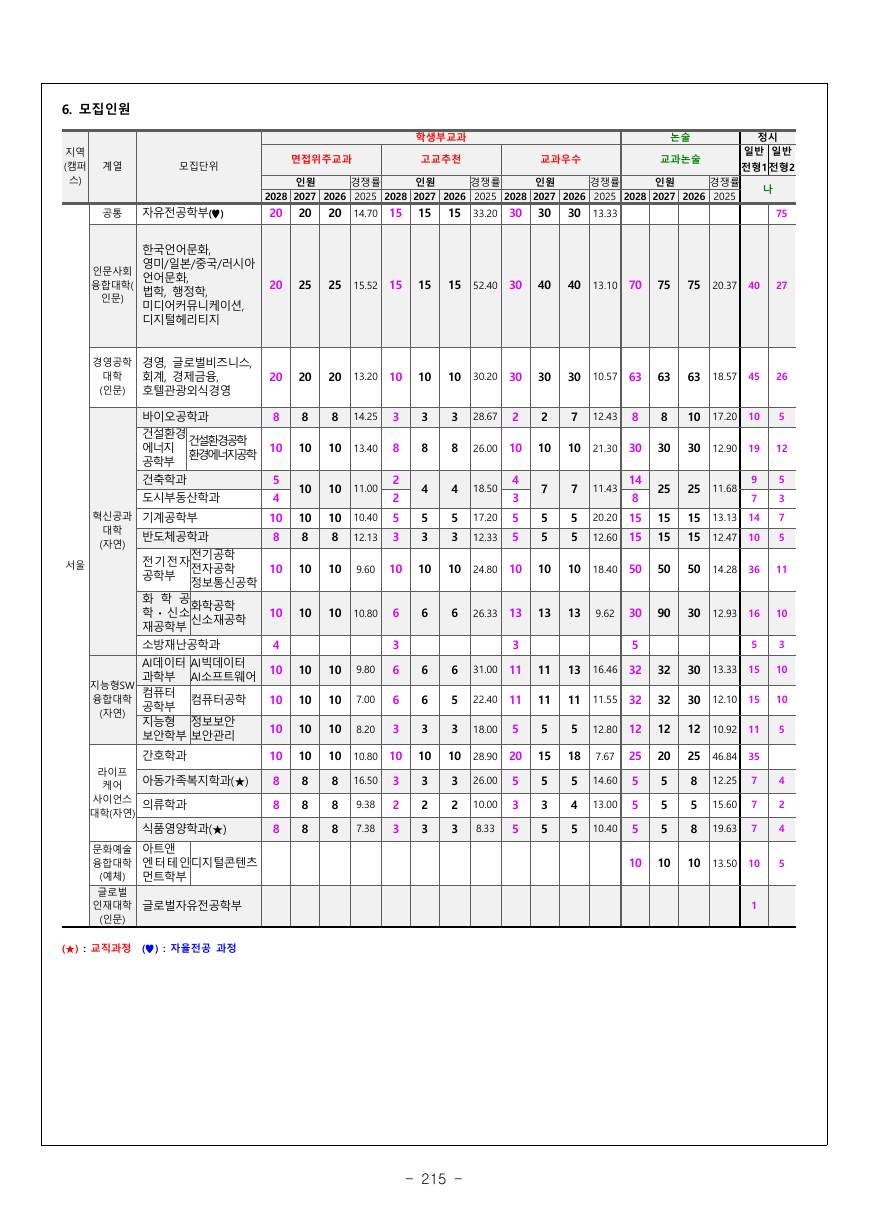 6. 모집인원
지역(캠퍼스) 계열 모집단위 학생부교과 논술 정시
면접위주교과 고교추천 교과우수 교과논술 일반전형1 일반전형2
인원 경쟁률 인원 경쟁률 인원 경쟁률 인원 경쟁률 나
2028 2027 2026 2025 2028 2027 2026 2025 2028 2027 2026 2025 2028 2027 2026 2025
서울
공통 자유전공학부(♥) 20 20 20 14.70 15 15 15 33.20 30 30 30 13.33 75
인문사회융합대학(인문) 한국언어문화, 영미/일본/중국/러시아언어문화, 법학, 행정학, 미디어커뮤니케이션, 디지털헤리티지 20 25 25 15.52 15 15 15 52.40 30 40 40 13.10 70 75 75 20.37 40 27
경영공학대학(인문) 경영, 글로벌비즈니스, 회계, 경제금융, 호텔관광외식경영 20 20 20 13.20 10 10 10 30.20 30 30 30 10.57 63 63 63 18.57 45 26
혁신공과대학(자연)
바이오공학과 8 8 8 14.25 3 3 3 28.67 2 2 7 12.43 8 8 10 17.20 10 5
건설환경에너지공학부 건설환경공학 환경에너지공학 10 10 10 13.40 8 8 8 26.00 10 10 10 21.30 30 30 30 12.90 19 12
건축학과 5 10 10 11.00 2 4 4 18.50 4 7 7 11.43 14 25 25 11.68 9 5
도시부동산학과 4 2 3 8 7 3
기계공학부 10 10 10 10.40 5 5 5 17.20 5 5 5 20.20 15 15 15 13.13 14 7
반도체공학과 8 8 8 12.13 3 3 3 12.33 5 5 5 12.60 15 15 15 12.47 10 5
전기전자공학부 전기공학 전자공학 정보통신공학 10 10 10 9.60 10 10 10 24.80 10 10 10 18.40 50 50 50 14.28 36 11
화학공학·신소재공학부 화학공학 신소재공학 10 10 10 10.80 6 6 6 26.33 13 13 13 9.62 30 90 30 12.93 16 10
소방재난공학과 4 3 3 5 5 3
지능형SW융합대학(자연)
AI데이터과학부 AI빅데이터 AI소프트웨어 10 10 10 9.80 6 6 6 31.00 11 11 13 16.46 32 32 30 13.33 15 10
컴퓨터공학부 컴퓨터공학 10 10 10 7.00 6 6 5 22.40 11 11 11 11.55 32 32 30 12.10 15 10
지능형보안학부 정보보안 보안관리 10 10 10 8.20 3 3 3 18.00 5 5 5 12.80 12 12 12 10.92 11 5
라이프케어사이언스대학(자연)
간호학과 10 10 10 10.80 10 10 10 28.90 20 15 18 7.67 25 20 25 46.84 35
아동가족복지학과(★) 8 8 8 16.50 3 3 3 26.00 5 5 5 14.60 5 5 8 12.25 7 4
의류학과 8 8 8 9.38 2 2 2 10.00 3 3 4 13.00 5 5 5 15.60 7 2
식품영양학과(★) 8 8 8 7.38 3 3 3 8.33 5 5 5 10.40 5 5 8 19.63 7 4
문화예술융합대학(예체) 아트앤엔터테인먼트학부 디지털콘텐츠 10 10 10 13.50 10 5
글로벌인재대학(인문) 글로벌자유전공학부 1
(★) : 교직과정 (♥) : 자율전공 과정
- 215 -